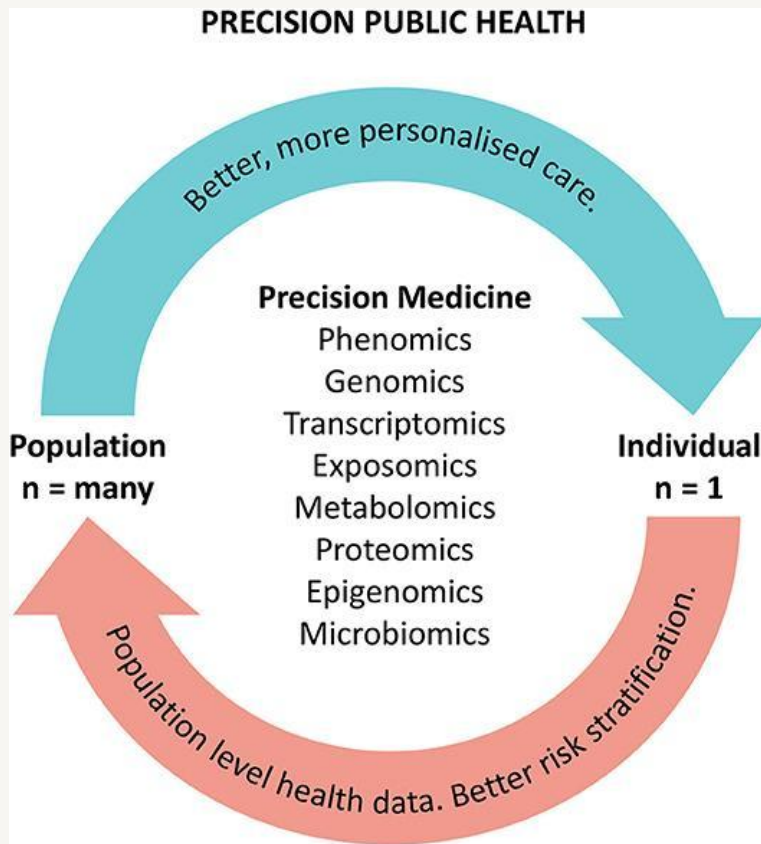 PRECISION PUBLIC HEALTH
Better, more personalised care.
Precision Medicine
Phenomics
Genomics
Transcriptomics
Exposomics
Metabolomics
Proteomics
Epigenomics
Microbiomics
Population
n = many
Individual
n = 1
Population level health data. Better risk stratification.